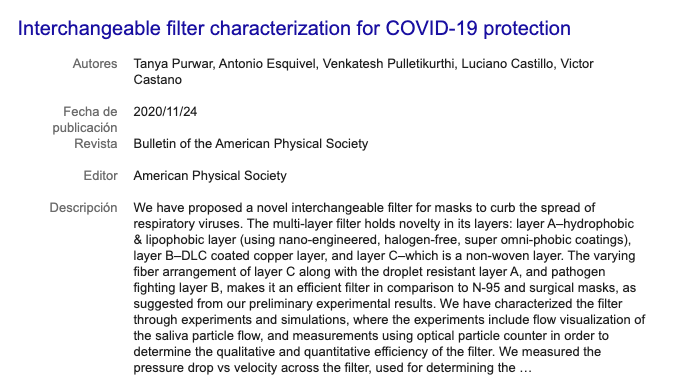 Interchangeable filter characterization for COVID-19 protection
Autores Tanya Purwar, Antonio Esquivel, Venkatesh Pulletikurthi, Luciano Castillo, Victor
Castano
Fecha de 2020/11/24
publicación
Revista Bulletin of the American Physical Society
Editor American Physical Society
Descripción We have proposed a novel interchangeable filter for masks to curb the spread of
respiratory viruses. The multi-layer filter holds novelty in its layers: layer A–hydrophobic
& lipophobic layer (using nano-engineered, halogen-free, super omni-phobic coatings),
layer B–DLC coated copper layer, and layer C–which is a non-woven layer. The varying
fiber arrangement of layer C along with the droplet resistant layer A, and pathogen
fighting layer B, makes it an efficient filter in comparison to N-95 and surgical masks, as
suggested from our preliminary experimental results. We have characterized the filter
through experiments and simulations, where the experiments include flow visualization of
the saliva particle flow, and measurements using optical particle counter in order to
determine the qualitative and quantitative efficiency of the filter. We measured the
pressure drop vs velocity across the filter, used for determining the …